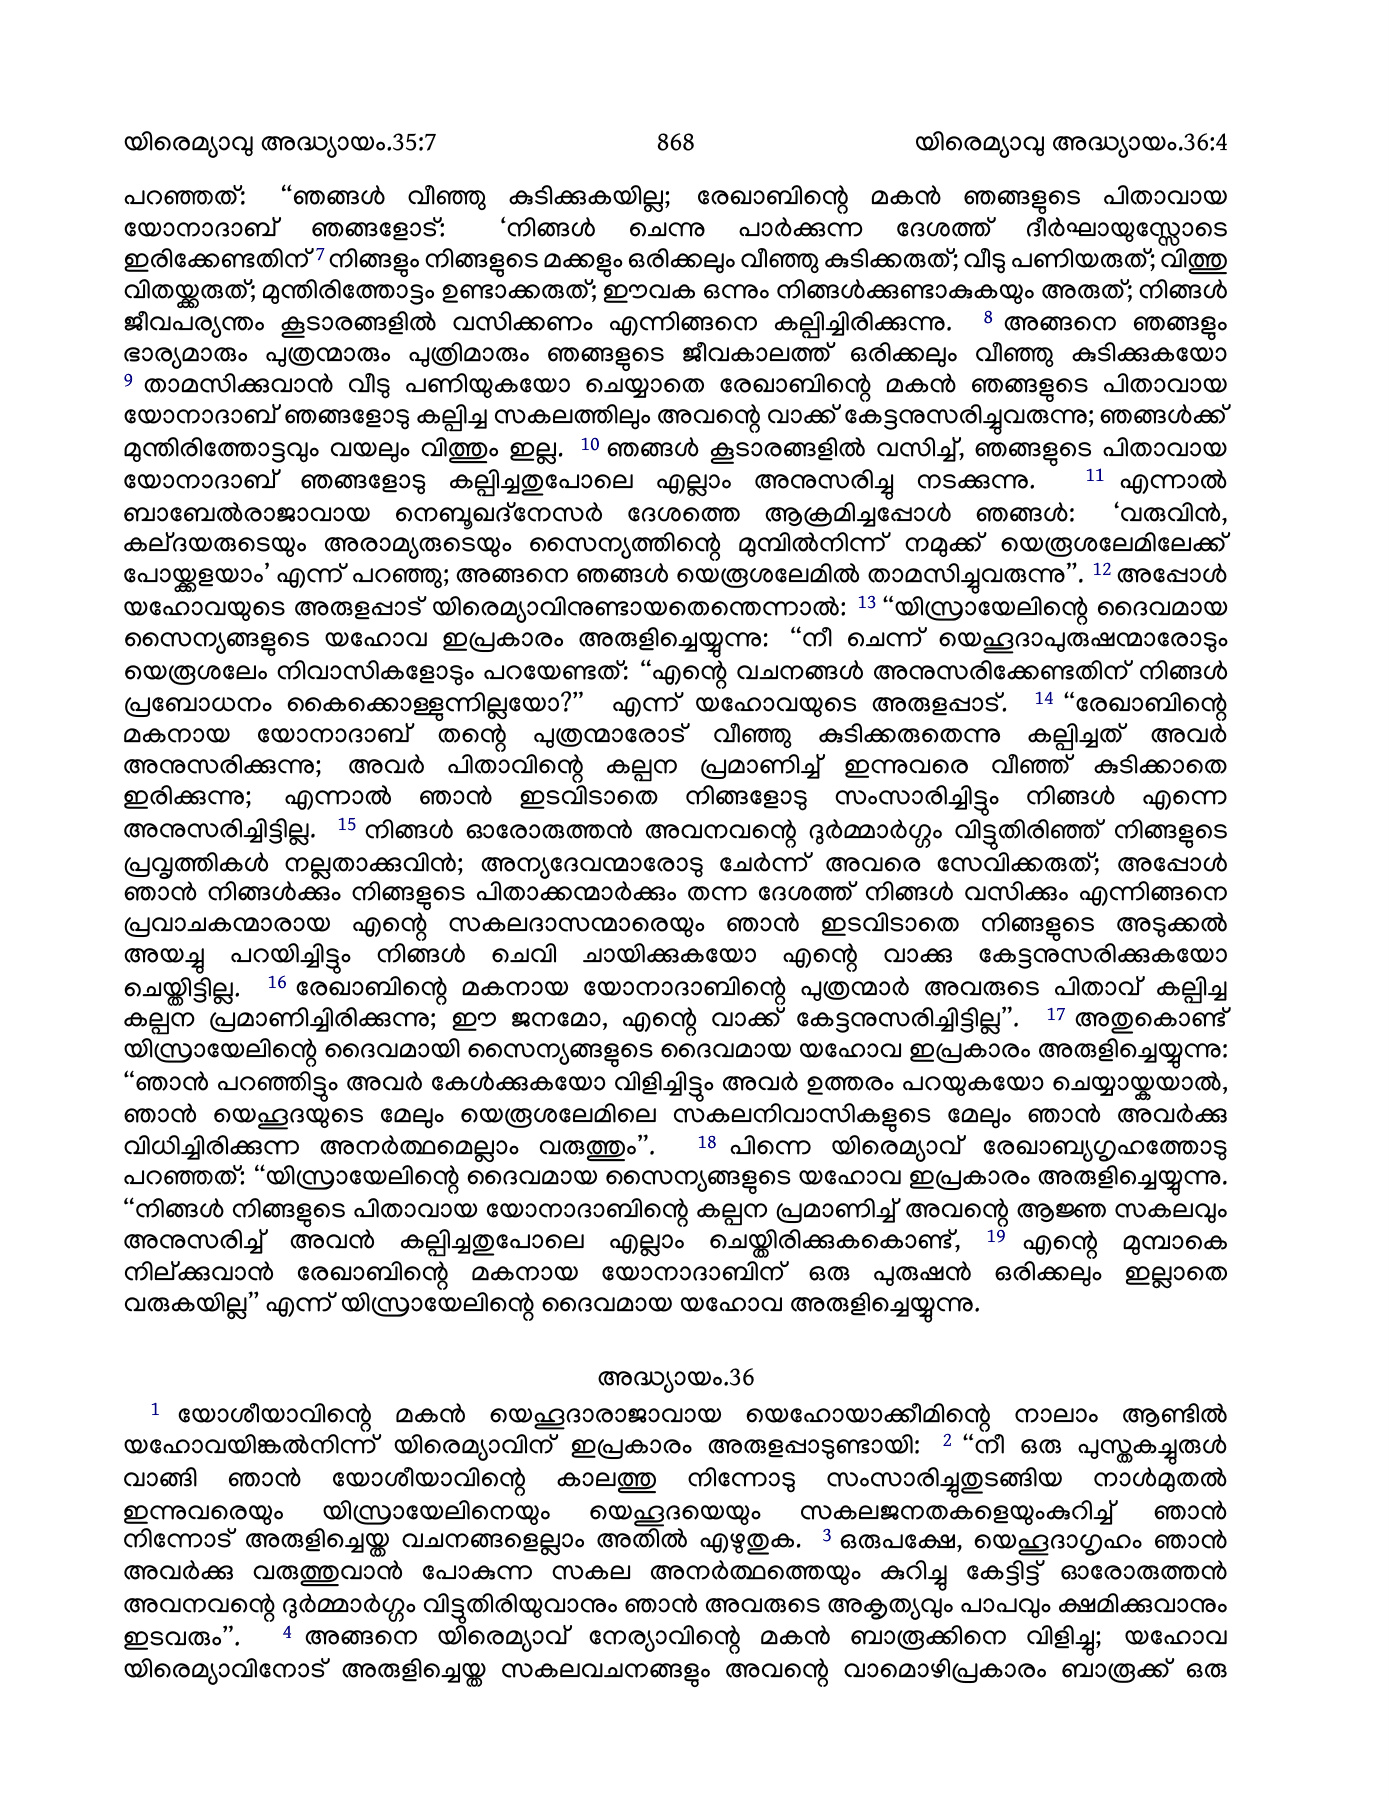 യിരെമ്യാവു അദ്ധ്യായം.35:7 868 യിരെമ്യാവു അദ്ധ്യായം.36:4
പറഞ്ഞത്: “ഞങ്ങൾ വീഞ്ഞു കുടിക്കുകയില്ല; രേഖാബിന്റെ മകൻ ഞങ്ങളുടെ പിതാവായ
യോനാദാബ് ഞങ്ങളോട്: ‘നിങ്ങൾ ചെന്നു പാർക്കുന്ന ദേശത്ത് ദീർഘായുസ്സോടെ
ഇരിക്കേണ്ടതിന് 7 നിങ്ങളും നിങ്ങളുടെ മക്കളും ഒരിക്കലും വീഞ്ഞു കുടിക്കരുത്; വീടു പണിയരുത്; വിത്തു
വിതയ്ക്കരുത്; മുന്തിരിത്തോട്ടം ഉണ്ടാക്കരുത്; ഈവക ഒന്നും നിങ്ങൾക്കുണ്ടാകുകയും അരുത്; നിങ്ങൾ
ജീവപര്യന്തം കൂടാരങ്ങളിൽ വസിക്കണം എന്നിങ്ങനെ കല്പിച്ചിരിക്കുന്നു. 8 അങ്ങനെ ഞങ്ങളും
ഭാര്യമാരും പുത്രന്മാരും പുത്രിമാരും ഞങ്ങളുടെ ജീവകാലത്ത് ഒരിക്കലും വീഞ്ഞു കുടിക്കുകയോ
9 താമസിക്കുവാൻ വീടു പണിയുകയോ ചെയ്യാതെ രേഖാബിന്റെ മകൻ ഞങ്ങളുടെ പിതാവായ
യോനാദാബ് ഞങ്ങളോടു കല്പിച്ച സകലത്തിലും അവന്റെ വാക്ക് കേട്ടനുസരിച്ചുവരുന്നു; ഞങ്ങൾക്ക്
മുന്തിരിത്തോട്ടവും വയലും വിത്തും ഇല്ല. 10 ഞങ്ങൾ കൂടാരങ്ങളിൽ വസിച്ച്, ഞങ്ങളുടെ പിതാവായ
യോനാദാബ് ഞങ്ങളോടു കല്പിച്ചതുപോലെ എല്ലാം അനുസരിച്ചു നടക്കുന്നു. 11 എന്നാൽ
ബാബേൽരാജാവായ നെബൂഖദ്നേസർ ദേശത്തെ ആക്രമിച്ചപ്പോൾ ഞങ്ങൾ: ‘വരുവിൻ,
കല്ദയരുടെയും അരാമ്യരുടെയും സൈന്യത്തിന്റെ മുമ്പിൽനിന്ന് നമുക്ക് യെരൂശലേമിലേക്ക്
പോയ്ക്കളയാം’ എന്ന് പറഞ്ഞു; അങ്ങനെ ഞങ്ങൾ യെരൂശലേമിൽ താമസിച്ചുവരുന്നു”. 12 അപ്പോൾ
യഹോവയുടെ അരുളപ്പാട് യിരെമ്യാവിനുണ്ടായതെന്തെന്നാൽ: 13 “യിസ്രായേലിന്റെ ദൈവമായ
സൈന്യങ്ങളുടെ യഹോവ ഇപ്രകാരം അരുളിച്ചെയ്യുന്നു: “നീ ചെന്ന് യെഹൂദാപുരുഷന്മാരോടും
യെരൂശലേം നിവാസികളോടും പറയേണ്ടത്: “എന്റെ വചനങ്ങൾ അനുസരിക്കേണ്ടതിന് നിങ്ങൾ
പ്രബോധനം കൈക്കൊള്ളുന്നില്ലയോ?” എന്ന് യഹോവയുടെ അരുളപ്പാട്. 14 “രേഖാബിന്റെ
മകനായ യോനാദാബ് തന്റെ പുത്രന്മാരോട് വീഞ്ഞു കുടിക്കരുതെന്നു കല്പിച്ചത് അവർ
അനുസരിക്കുന്നു; അവർ പിതാവിന്റെ കല്പന പ്രമാണിച്ച് ഇന്നുവരെ വീഞ്ഞ് കുടിക്കാതെ
ഇരിക്കുന്നു; എന്നാൽ ഞാൻ ഇടവിടാതെ നിങ്ങളോടു സംസാരിച്ചിട്ടും നിങ്ങൾ എന്നെ
അനുസരിച്ചിട്ടില്ല. 15 നിങ്ങൾ ഓരോരുത്തൻ അവനവന്റെ ദുർമ്മാർഗ്ഗം വിട്ടുതിരിഞ്ഞ് നിങ്ങളുടെ
പ്രവൃത്തികൾ നല്ലതാക്കുവിൻ; അന്യദേവന്മാരോടു ചേർന്ന് അവരെ സേവിക്കരുത്; അപ്പോൾ
ഞാൻ നിങ്ങൾക്കും നിങ്ങളുടെ പിതാക്കന്മാർക്കും തന്ന ദേശത്ത് നിങ്ങൾ വസിക്കും എന്നിങ്ങനെ
പ്രവാചകന്മാരായ എന്റെ സകലദാസന്മാരെയും ഞാൻ ഇടവിടാതെ നിങ്ങളുടെ അടുക്കൽ
അയച്ചു പറയിച്ചിട്ടും നിങ്ങൾ ചെവി ചായിക്കുകയോ എന്റെ വാക്കു കേട്ടനുസരിക്കുകയോ
ചെയ്തിട്ടില്ല. 16 രേഖാബിന്റെ മകനായ യോനാദാബിന്റെ പുത്രന്മാർ അവരുടെ പിതാവ് കല്പിച്ച
കല്പന പ്രമാണിച്ചിരിക്കുന്നു; ഈ ജനമോ, എന്റെ വാക്ക് കേട്ടനുസരിച്ചിട്ടില്ല”. 17 അതുകൊണ്ട്
യിസ്രായേലിന്റെ ദൈവമായി സൈന്യങ്ങളുടെ ദൈവമായ യഹോവ ഇപ്രകാരം അരുളിച്ചെയ്യുന്നു:
“ഞാൻ പറഞ്ഞിട്ടും അവർ കേൾക്കുകയോ വിളിച്ചിട്ടും അവർ ഉത്തരം പറയുകയോ ചെയ്യായ്കയാൽ,
ഞാൻ യെഹൂദയുടെ മേലും യെരൂശലേമിലെ സകലനിവാസികളുടെ മേലും ഞാൻ അവർക്കു
വിധിച്ചിരിക്കുന്ന അനർത്ഥമെല്ലാം വരുത്തും”. 18 പിന്നെ യിരെമ്യാവ് രേഖാബ്യഗൃഹത്തോടു
പറഞ്ഞത്: “യിസ്രായേലിന്റെ ദൈവമായ സൈന്യങ്ങളുടെ യഹോവ ഇപ്രകാരം അരുളിച്ചെയ്യുന്നു.
“നിങ്ങൾ നിങ്ങളുടെ പിതാവായ യോനാദാബിന്റെ കല്പന പ്രമാണിച്ച് അവന്റെ ആജ്ഞ സകലവും
അനുസരിച്ച് അവൻ കല്പിച്ചതുപോലെ എല്ലാം ചെയ്തിരിക്കുകകൊണ്ട്, 19 എന്റെ മുമ്പാകെ
നില്ക്കുവാൻ രേഖാബിന്റെ മകനായ യോനാദാബിന് ഒരു പുരുഷൻ ഒരിക്കലും ഇല്ലാതെ
വരുകയില്ല” എന്ന് യിസ്രായേലിന്റെ ദൈവമായ യഹോവ അരുളിച്ചെയ്യുന്നു.
അദ്ധ്യായം.36
1 യോശീയാവിന്റെ മകൻ യെഹൂദാരാജാവായ യെഹോയാക്കീമിന്റെ നാലാം ആണ്ടിൽ
യഹോവയിങ്കൽനിന്ന് യിരെമ്യാവിന് ഇപ്രകാരം അരുളപ്പാടുണ്ടായി: 2 “നീ ഒരു പുസ്തകച്ചുരുൾ
വാങ്ങി ഞാൻ യോശീയാവിന്റെ കാലത്തു നിന്നോടു സംസാരിച്ചുതുടങ്ങിയ നാൾമുതൽ
ഇന്നുവരെയും യിസ്രായേലിനെയും യെഹൂദയെയും സകലജനതകളെയുംകുറിച്ച് ഞാൻ
നിന്നോട് അരുളിച്ചെയ്ത വചനങ്ങളെല്ലാം അതിൽ എഴുതുക. 3 ഒരുപക്ഷേ, യെഹൂദാഗൃഹം ഞാൻ
അവർക്കു വരുത്തുവാൻ പോകുന്ന സകല അനർത്ഥത്തെയും കുറിച്ചു കേട്ടിട്ട് ഓരോരുത്തൻ
അവനവന്റെ ദുർമ്മാർഗ്ഗം വിട്ടുതിരിയുവാനും ഞാൻ അവരുടെ അകൃത്യവും പാപവും ക്ഷമിക്കുവാനും
ഇടവരും”. 4 അങ്ങനെ യിരെമ്യാവ് നേര്യാവിന്റെ മകൻ ബാരൂക്കിനെ വിളിച്ചു; യഹോവ
യിരെമ്യാവിനോട് അരുളിച്ചെയ്ത സകലവചനങ്ങളും അവന്റെ വാമൊഴിപ്രകാരം ബാരൂക്ക് ഒരു